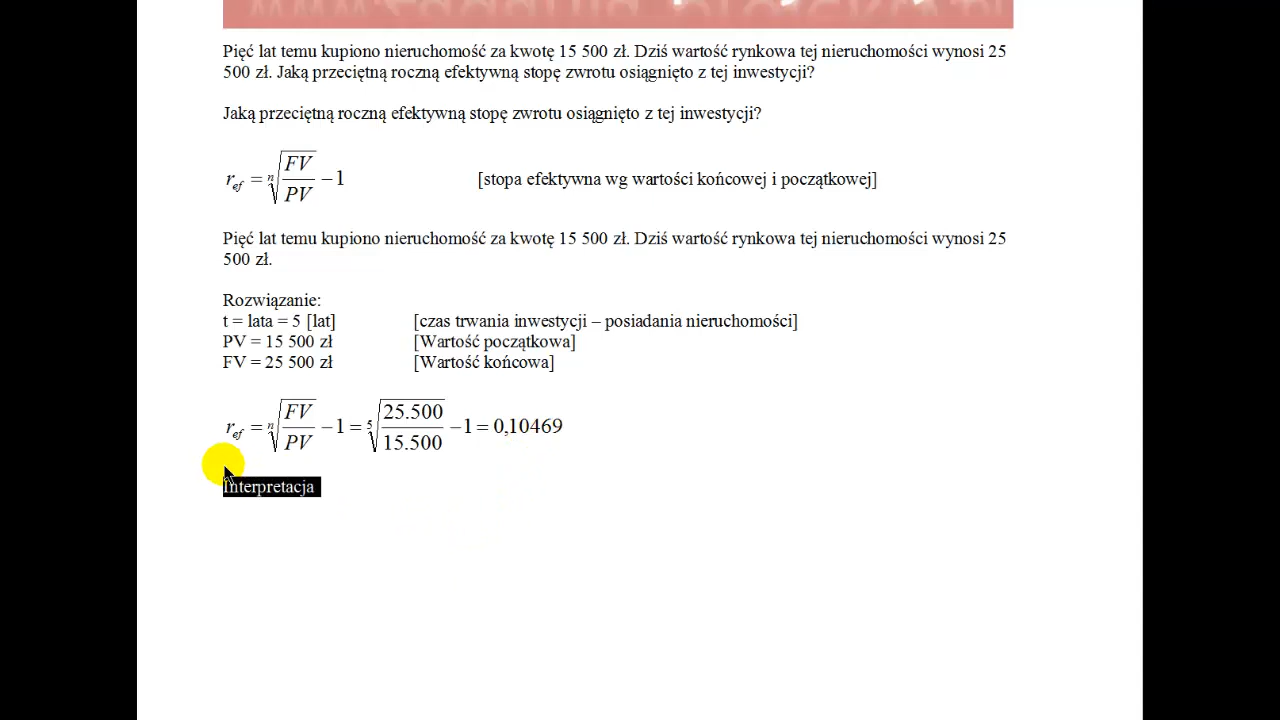 Pięć lat temu kupiono nieruchomość za kwotę 15 500 zł. Dziś wartość rynkowa tej nieruchomości wynosi 25
500 zł. Jaką przeciętną roczną efektywną stopę zwrotu osiągnięto z tej inwestycji?
Jaką przeciętną roczną efektywną stopę zwrotu osiągnięto z tej inwestycji?
r_ef = ⁿ√(FV/PV) − 1 [stopa efektywna wg wartości końcowej i początkowej]
Pięć lat temu kupiono nieruchomość za kwotę 15 500 zł. Dziś wartość rynkowa tej nieruchomości wynosi 25
500 zł.
Rozwiązanie:
t = lata = 5 [lat] [czas trwania inwestycji – posiadania nieruchomości]
PV = 15 500 zł [Wartość początkowa]
FV = 25 500 zł [Wartość końcowa]
r_ef = ⁿ√(FV/PV) − 1 = ⁵√(25.500/15.500) − 1 = 0,10469
Interpretacja